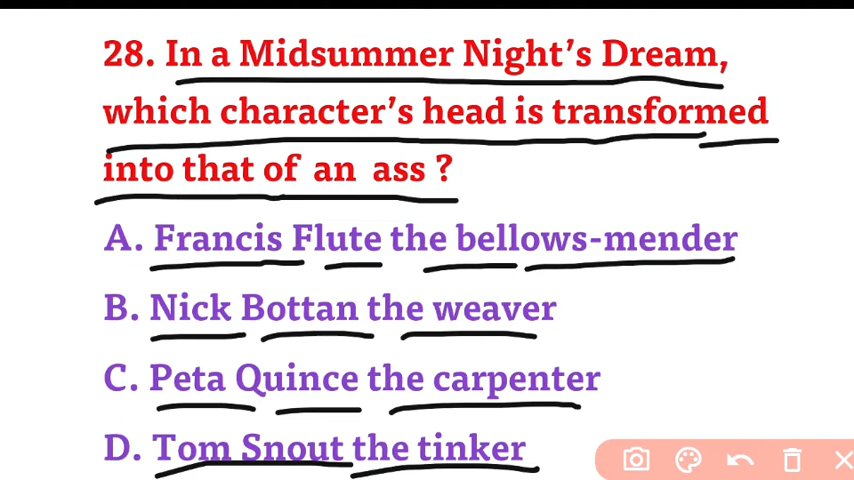 28. In a Midsummer Night's Dream,
which character's head is transformed
into that of an ass ?
A. Francis Flute the bellows-mender
B. Nick Bottan the weaver
C. Peta Quince the carpenter
D. Tom Snout the tinker